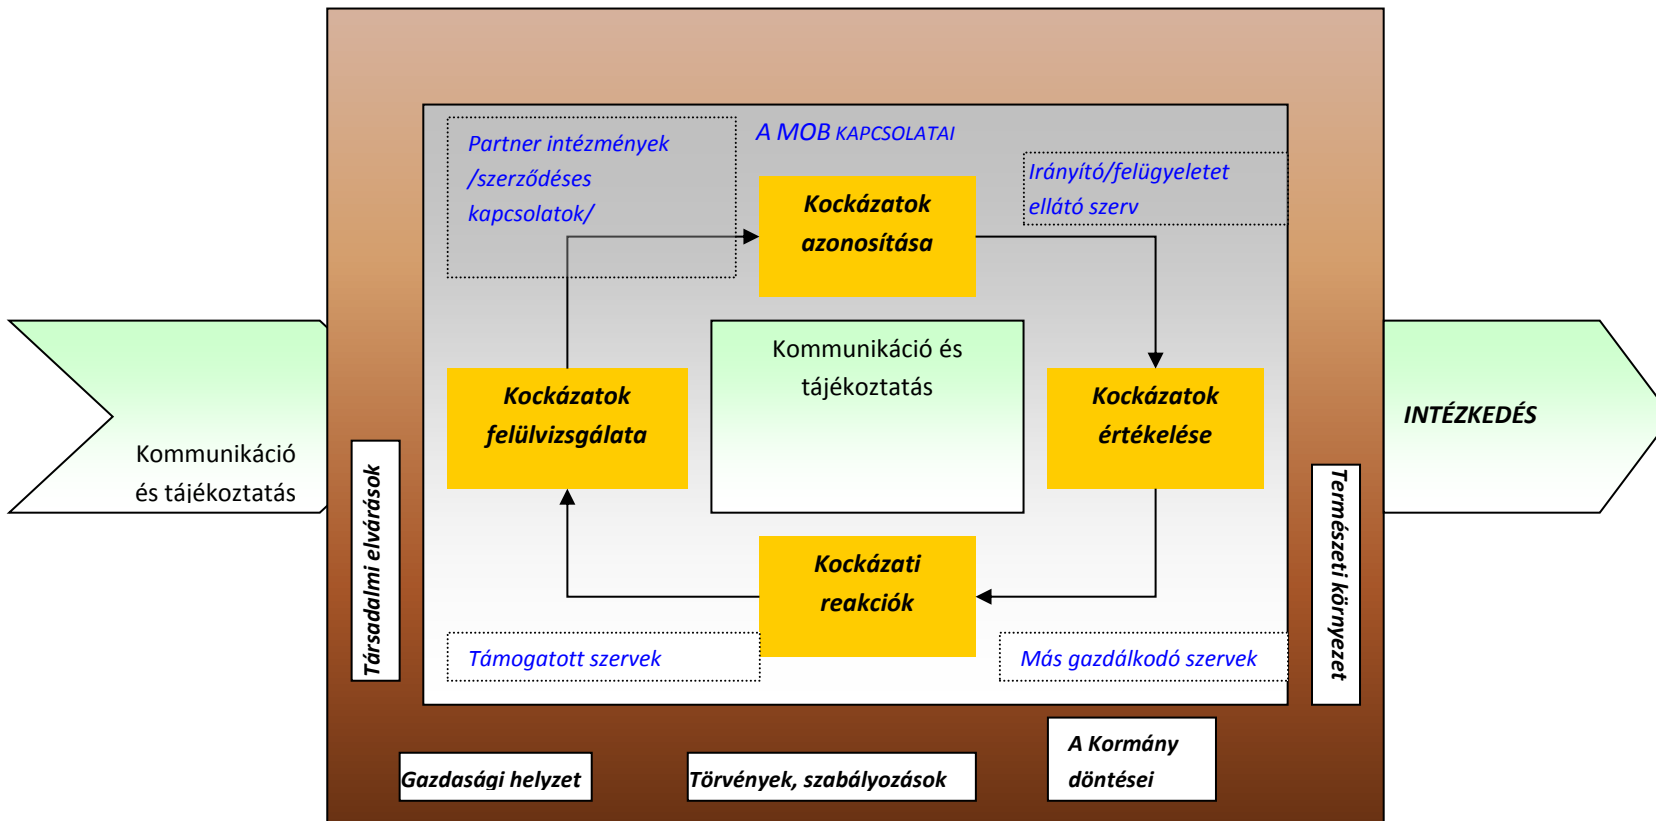 A MOB KAPCSOLATAI
Partner intézmények
/szerződéses
kapcsolatok/
Irányító/felügyeletet
ellátó szerv
Kockázatok
azonosítása
Kommunikáció és
tájékoztatás
Kockázatok
felülvizsgálata
Kockázatok
értékelése
INTÉZKEDÉS
Kommunikáció
és tájékoztatás
Társadalmi elvárások
Természeti környezet
Kockázati
reakciók
Támogatott szervek
Más gazdálkodó szervek
A Kormány
döntései
Gazdasági helyzet
Törvények, szabályozások